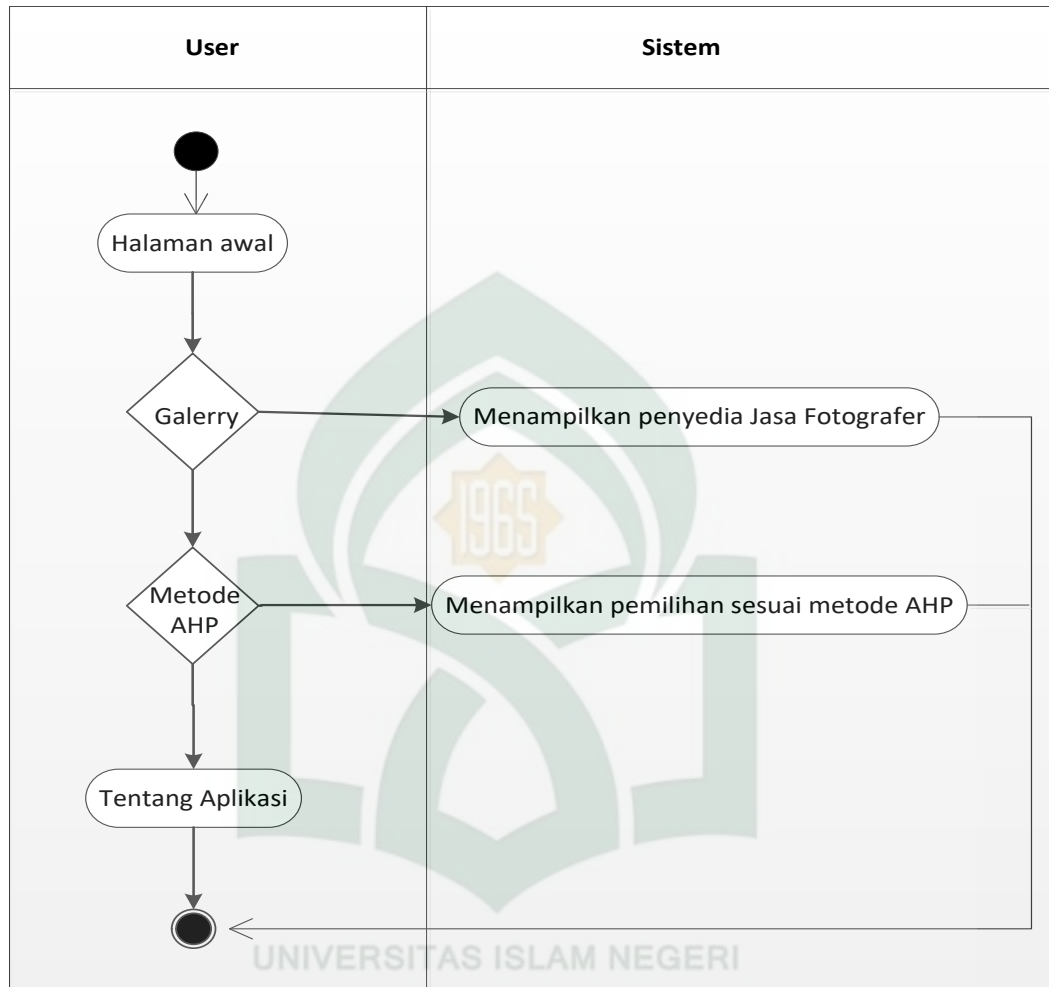 User
Sistem
Halaman awal
Galerry
Menampilkan penyedia Jasa Fotografer
1965
Metode
AHP
Menampilkan pemilihan sesuai metode AHP
Tentang Aplikasi
UNIVERSITAS ISLAM NEGERI